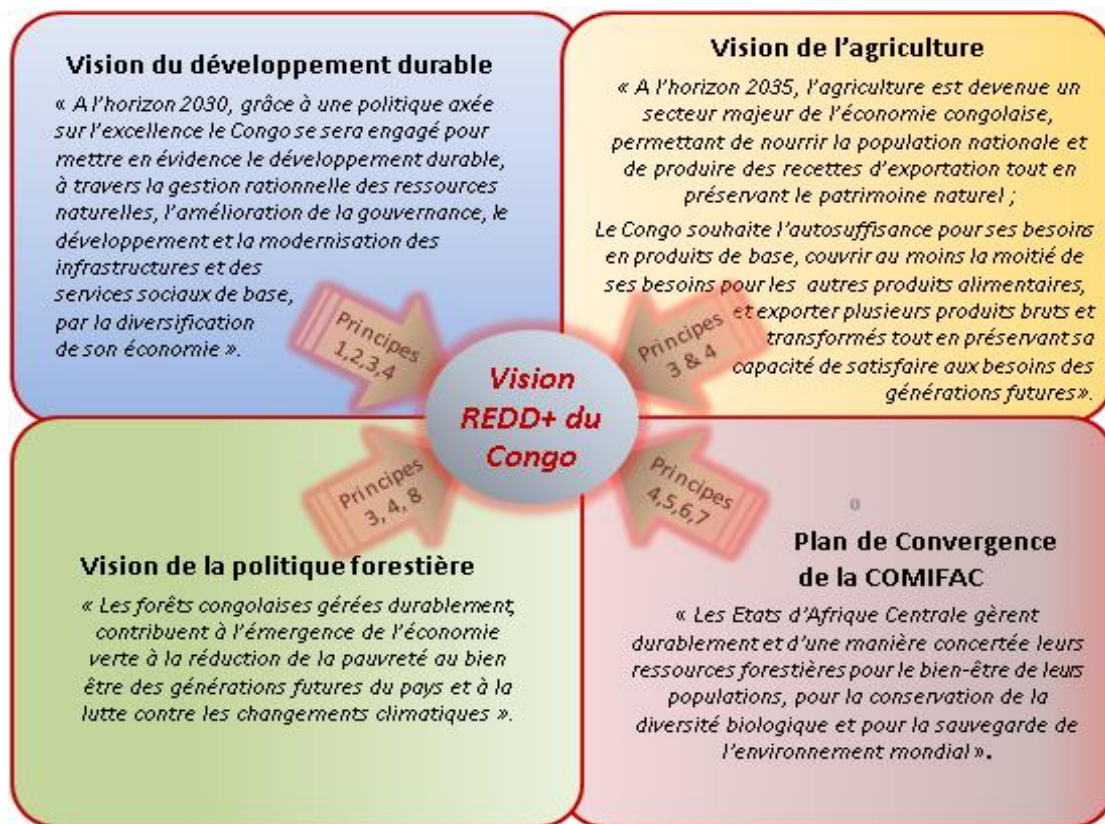 Vision du développement durable
« A l’horizon 2030, grâce à une politique axée
sur l’excellence le Congo se sera engagé pour
mettre en évidence le développement durable,
à travers la gestion rationnelle des ressources
naturelles, l’amélioration de la gouvernance, le
développement et la modernisation des
infrastructures et des
services sociaux de base,
par la diversification
de son économie ».
Principes
1,2,3,4
Vision de l’agriculture
« A l’horizon 2035, l’agriculture est devenue un
secteur majeur de l’économie congolaise,
permettant de nourrir la population nationale et
de produire des recettes d’exportation tout en
préservant le patrimoine naturel ;
Le Congo souhaite l’autosuffisance pour ses besoins
en produits de base, couvrir au moins la moitié de
ses besoins pour les autres produits alimentaires,
et exporter plusieurs produits bruts et
transformés tout en préservant sa
capacité de satisfaire aux besoins des
générations futures».
Principes
3 & 4
Vision
REDD+ du
Congo
Principes
3, 4, 8
Vision de la politique forestière
« Les forêts congolaises gérées durablement,
contribuent à l’émergence de l’économie
verte à la réduction de la pauvreté au bien
être des générations futures du pays et à la
lutte contre les changements climatiques ».
Principes
4,5,6,7
o
Plan de Convergence
de la COMIFAC
« Les Etats d’Afrique Centrale gèrent
durablement et d’une manière concertée leurs
ressources forestières pour le bien-être de leurs
populations, pour la conservation de la
diversité biologique et pour la sauvegarde de
l’environnement mondial ».